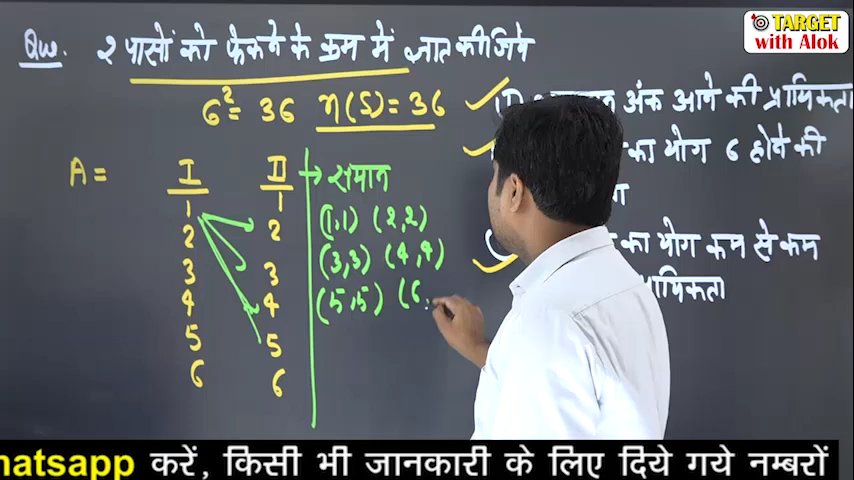 TARGET
with Alok
Que. 2 पासों को फेंकने के क्रम में ज्ञात कीजिये
6² = 36 n(S) = 36
अंक आने की प्रायिकता
का योग 6 होने की
का योग कम से कम
प्रायिकता
A =
I II → समान
1 1 (1,1) (2,2)
2 2
3 3 (3,3) (4,4)
4 4 (5,5) (6,
5 5
6 6
hatsapp करें, किसी भी जानकारी के लिए दिये गये नम्बरों